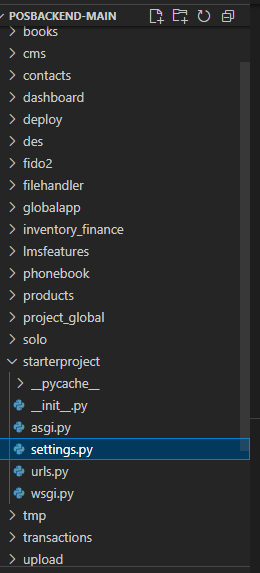 POSBACKEND-MAIN
books
cms
contacts
dashboard
deploy
des
fido2
filehandler
globalapp
inventory_finance
lmsfeatures
phonebook
products
project_global
solo
starterproject
__pycache__
__init__.py
asgi.py
settings.py
urls.py
wsgi.py
tmp
transactions
upload